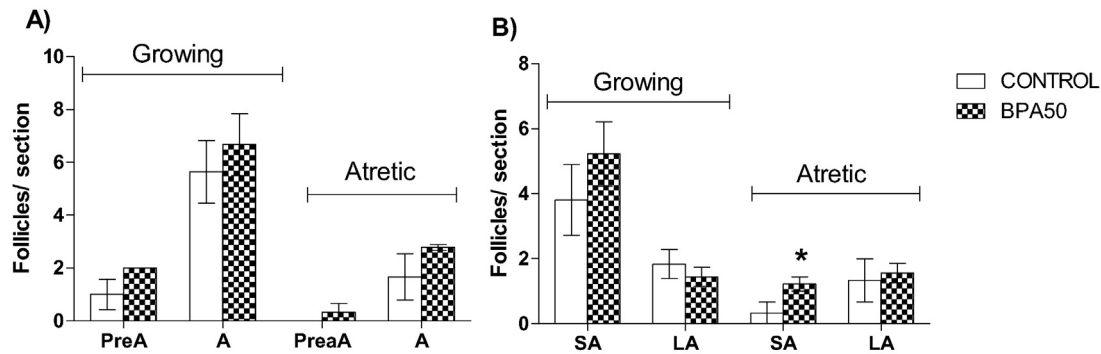 A)
Growing
Atretic
Follicles/ section
10
8
6
4
2
0
PreA A PreaA A
B)
Growing
Atretic
*
Follicles/ section
8
6
4
2
0
SA LA SA LA
CONTROL
BPA50